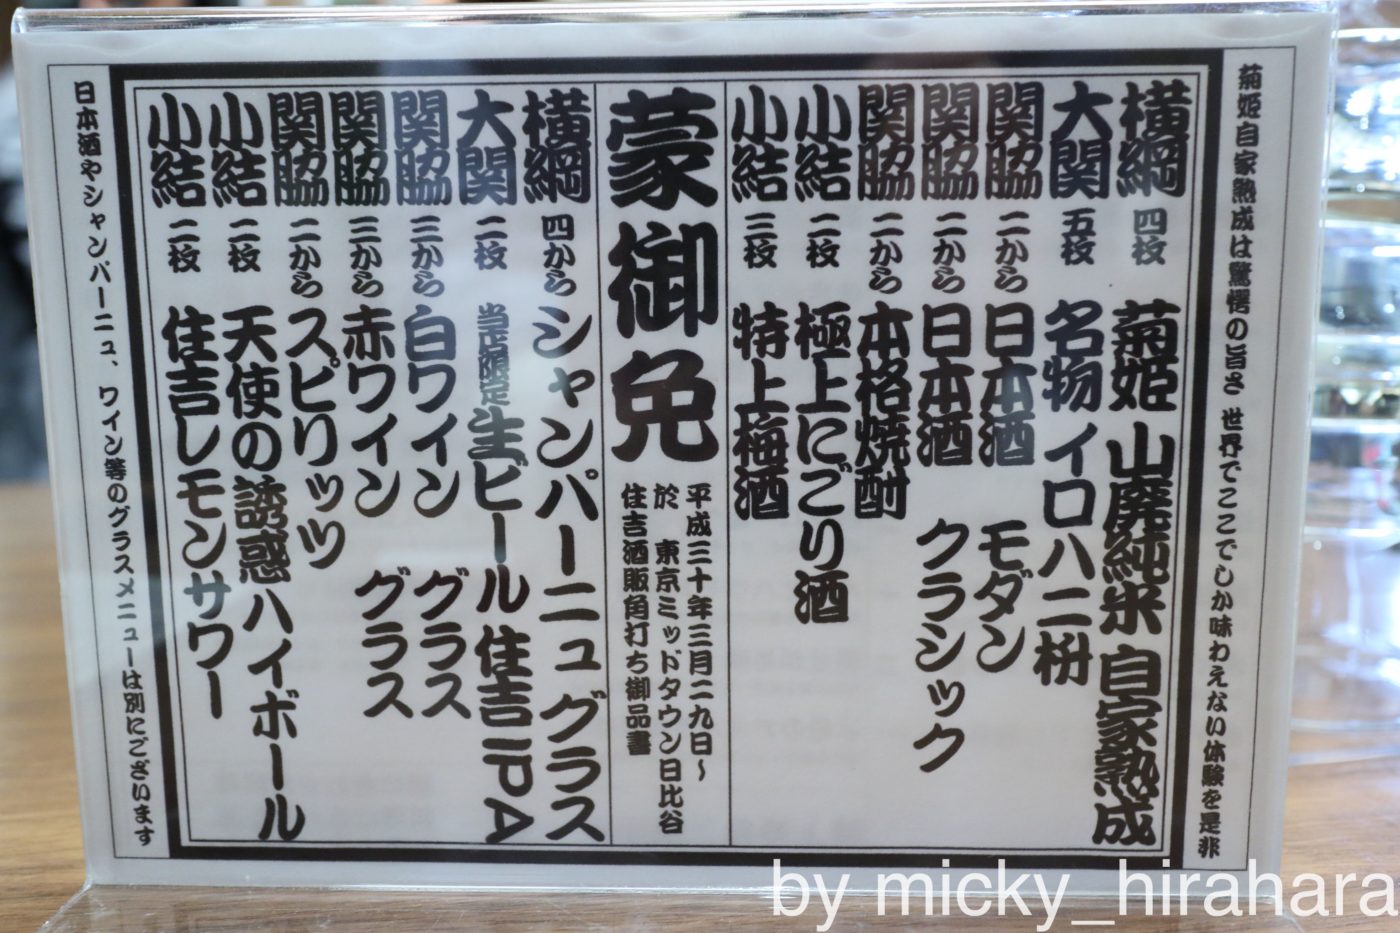 菊姫自家熟成は驚愕の旨さ 世界でここでしか味わえない体験を是非
横綱 四枚 菊姫 山廃純米 自家熟成
大関 五枚 名物 イロハニ枡
関脇 二から 日本酒 モダン
関脇 二から 日本酒 クラシック
関脇 二から 本格焼酎
小結 二枚 極上にごり酒
小結 三枚 特上梅酒
蒙御免
平成三十年三月二九日〜
於 東京ミッドタウン日比谷
住吉酒販角打ち御品書
横綱 四から シャンパーニュグラス
大関 二枚 当店限定生ビール 住吉IPA
関脇 三から 白ワイン グラス
関脇 三から 赤ワイン グラス
関脇 二から スピリッツ
小結 二枚 天使の誘惑ハイボール
小結 二枚 住吉レモンサワー
日本酒やシャンパーニュ、ワイン等のグラスメニューは別にございます
by micky_hirahara